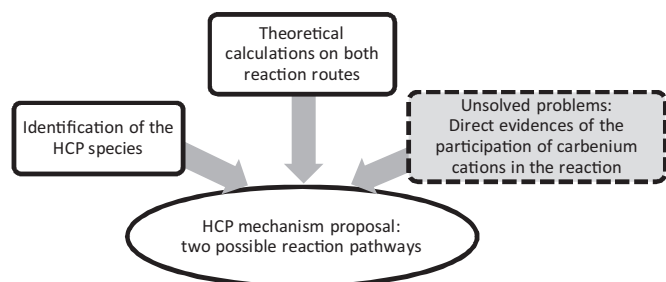 Theoretical
calculations on both
reaction routes
Identification of the
HCP species
Unsolved problems:
Direct evidences of the
participation of carbenium
cations in the reaction
HCP mechanism proposal:
two possible reaction pathways